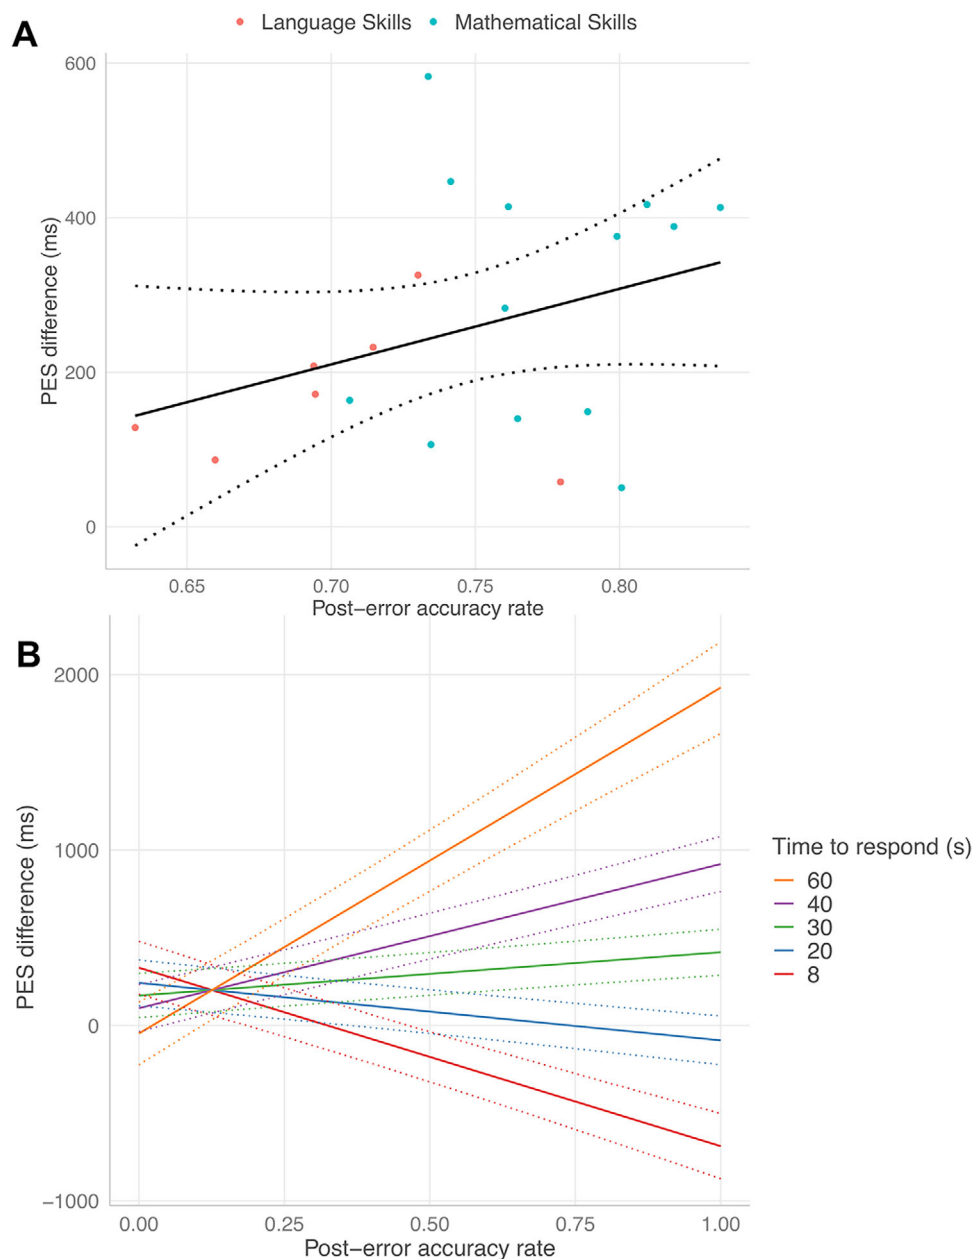 A
Language Skills Mathematical Skills
600
400
200
0
PES difference (ms)
0.65 0.70 0.75 0.80
Post−error accuracy rate
B
2000
1000
0
−1000
PES difference (ms)
0.00 0.25 0.50 0.75 1.00
Post−error accuracy rate
Time to respond (s)
60
40
30
20
8